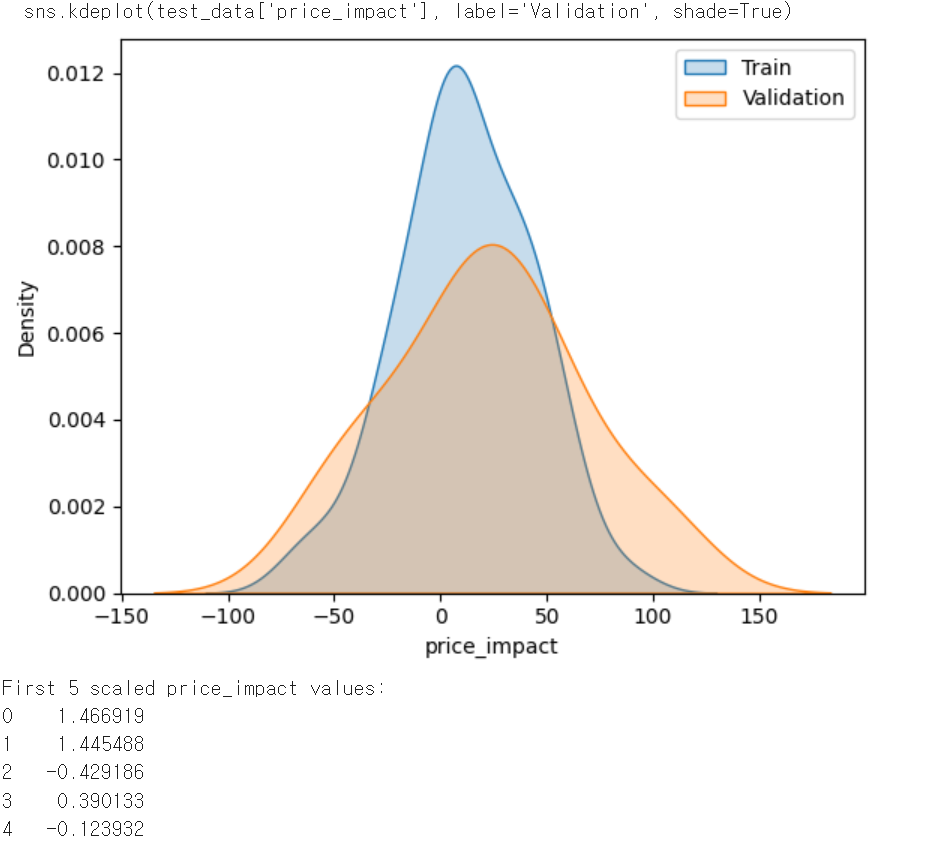 sns.kdeplot(test_data['price_impact'], label='Validation', shade=True)
Train
Validation
0.012
0.010
0.008
0.006
0.004
0.002
0.000
Density
−150 −100 −50 0 50 100 150
price_impact
First 5 scaled price_impact values:
0 1.466919
1 1.445488
2 -0.429186
3 0.390133
4 -0.123932